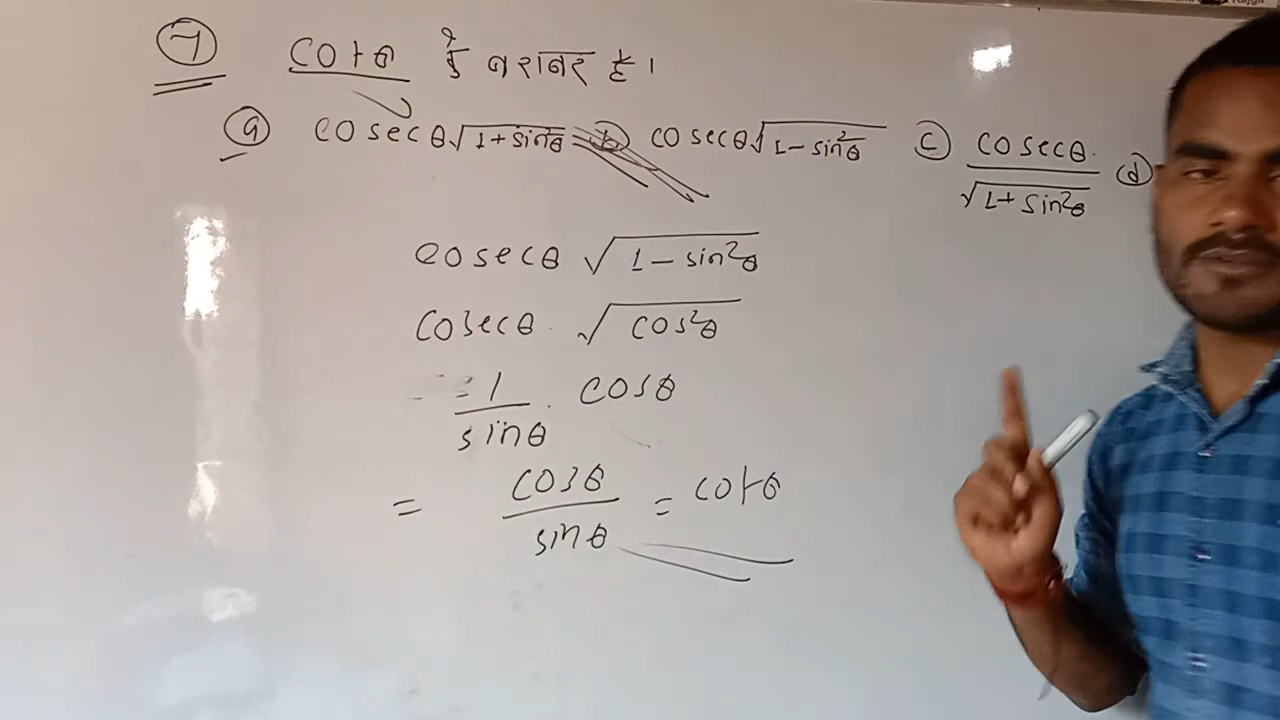 (7) cotθ के बराबर है।
(a) cosecθ√(1+sin²θ) (b) cosecθ√(1-sin²θ) (c) cosecθ/√(1+sin²θ) (d)
cosecθ √(1-sin²θ)
cosecθ. √(cos²θ)
= 1/sinθ . cosθ
= cosθ/sinθ = cotθ